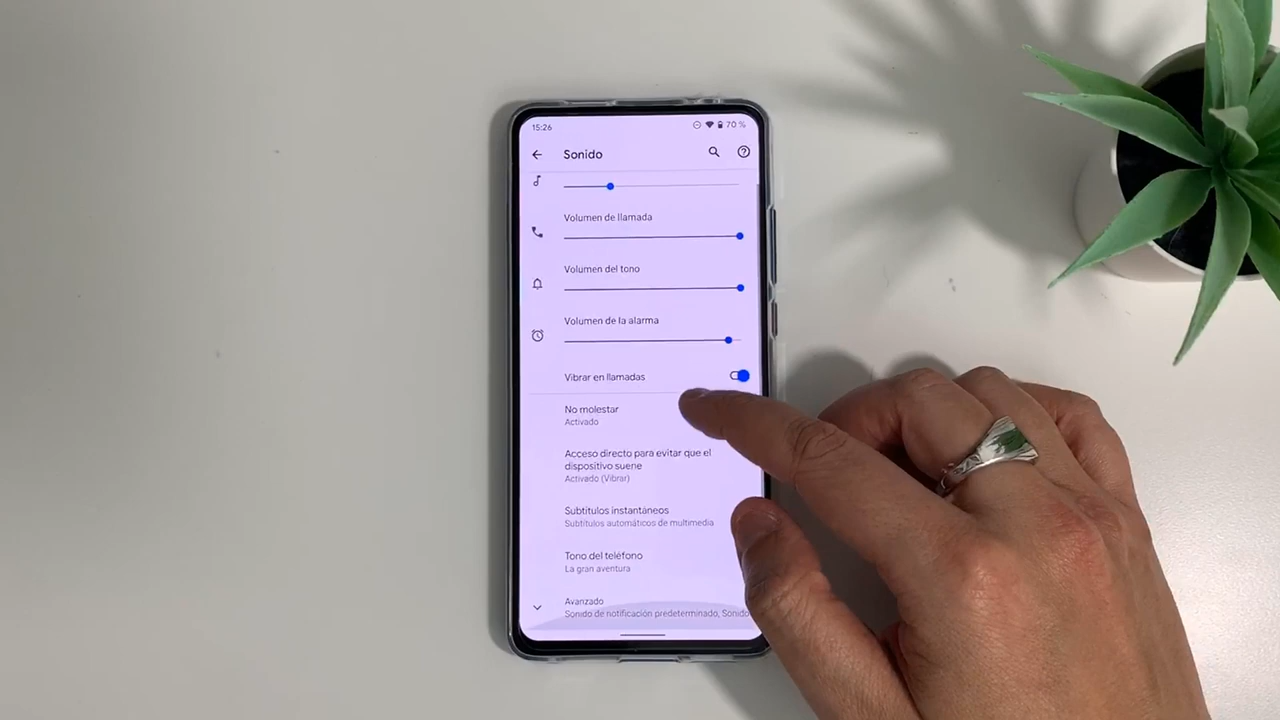 15:26
70 %
Sonido
Volumen de llamada
Volumen del tono
Volumen de la alarma
Vibrar en llamadas
No molestar
Activado
Acceso directo para evitar que el
dispositivo suene
Activado (Vibrar)
Subtítulos instantáneos
Subtítulos automáticos de multimedia
Tono del teléfono
La gran aventura
Avanzado
Sonido de notificación predeterminado, Sonido